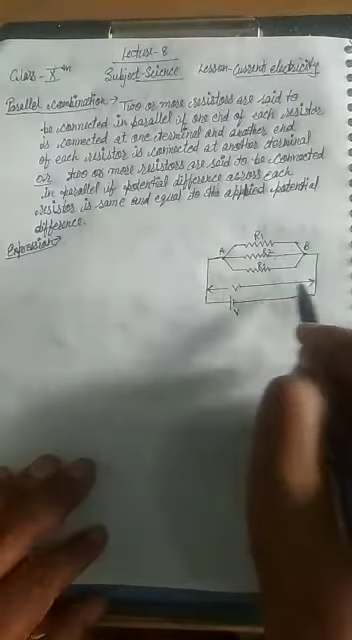 Lecture-8
Class-Xth Subject-Science Lesson-Current electricity
Parallel combination → Two or more resistors are said to
be connected in parallel if one end of each resistor
is connected at one terminal and another end
of each resistor is connected at another terminal
or two or more resistors are said to be connected
in parallel if potential difference across each
resistor is same and equal to the applied potential
difference.
Expression →
R1
A R2 B
R3
V
V